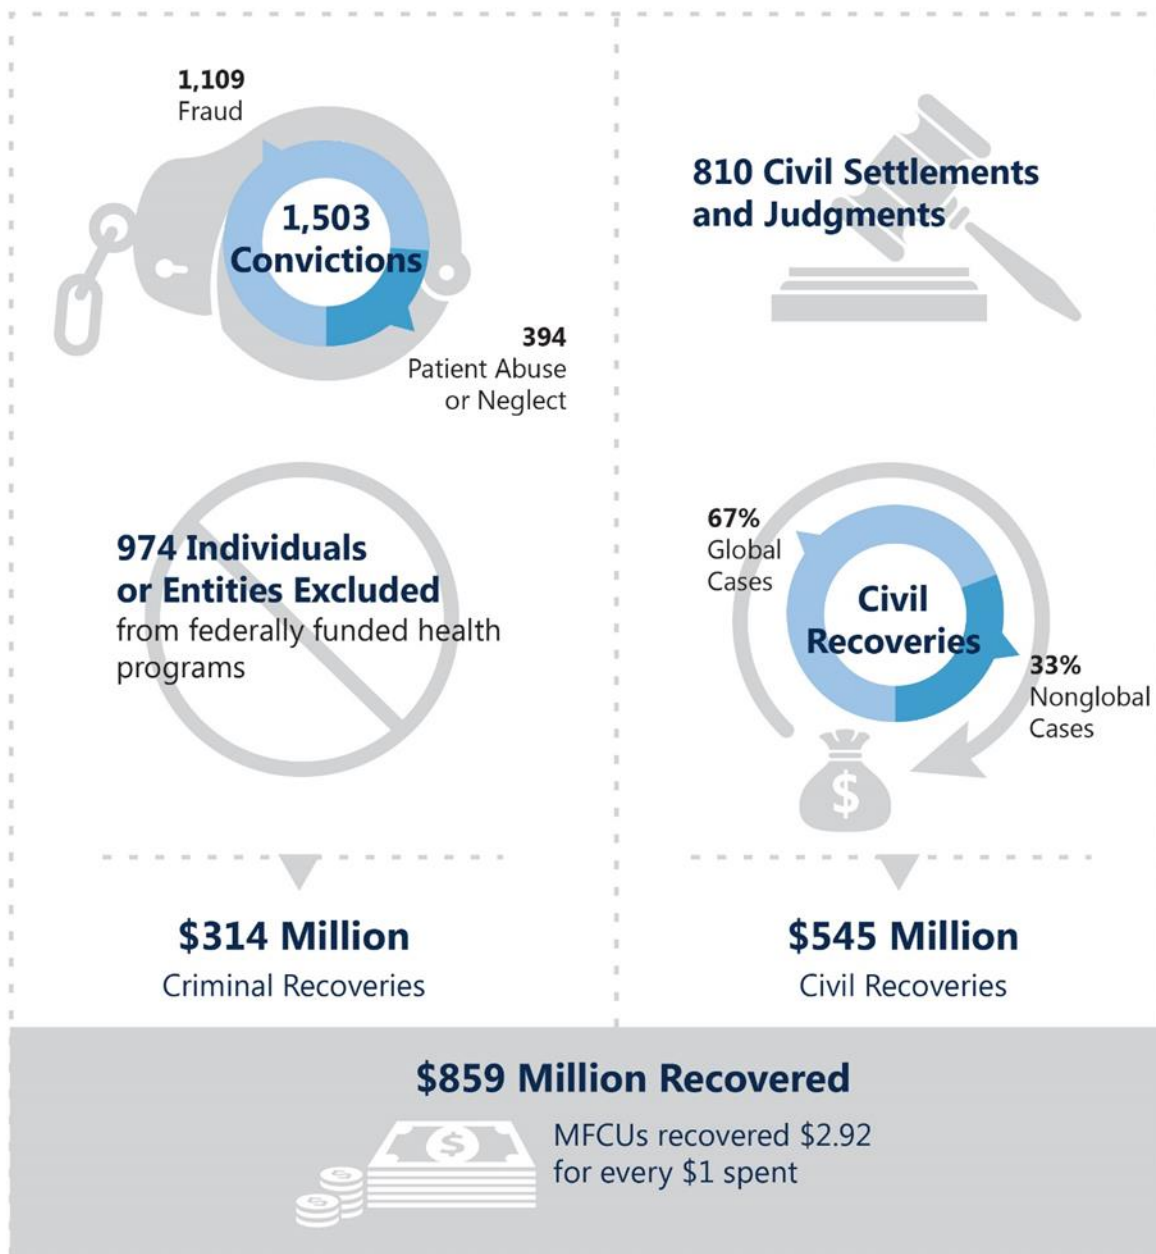 1,109
Fraud
1,503
Convictions
394
Patient Abuse
or Neglect
974 Individuals
or Entities Excluded
from federally funded health
programs
$314 Million
Criminal Recoveries
810 Civil Settlements
and Judgments
67%
Global
Cases
Civil
Recoveries
33%
Nonglobal
Cases
$
$545 Million
Civil Recoveries
$859 Million Recovered
$
$
$
MFCUs recovered $2.92
for every $1 spent